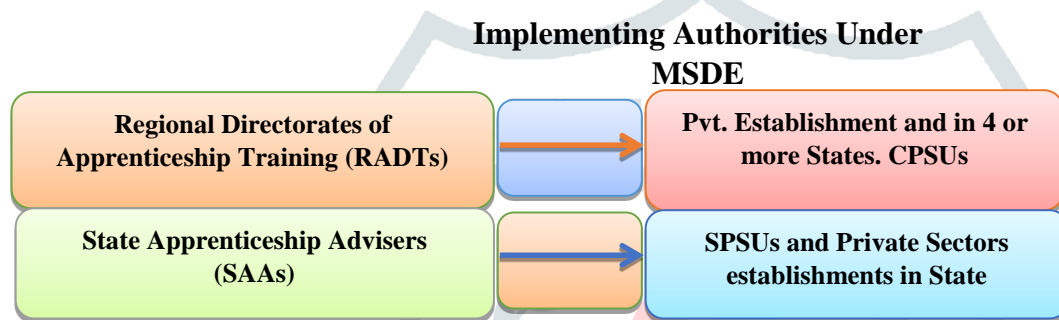 Implementing Authorities Under
MSDE
Regional Directorates of
Apprenticeship Training (RADTs)
Pvt. Establishment and in 4 or
more States. CPSUs
State Apprenticeship Advisers
(SAAs)
SPSUs and Private Sectors
establishments in State